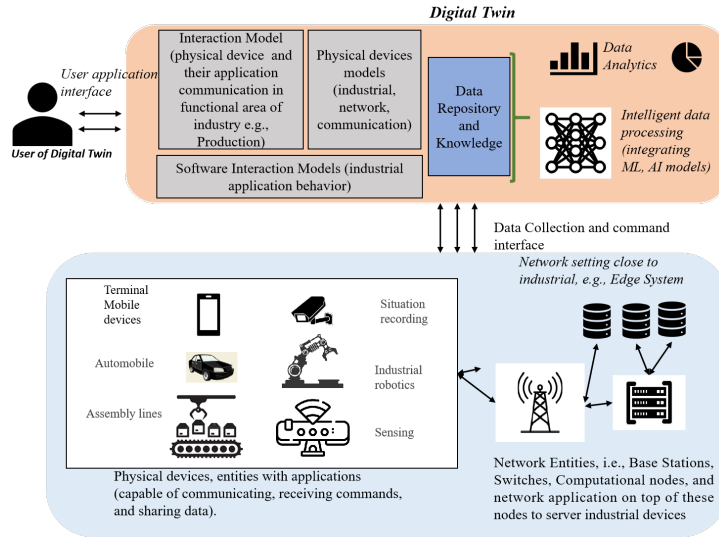 Digital Twin
User application
interface
User of Digital Twin
Interaction Model
(physical device and
their application
communication in
functional area of
industry e.g.,
Production)
Physical devices
models
(industrial,
network,
communication)
Data
Repository
and
Knowledge
Data
Analytics
Intelligent data
processing
(integrating
ML, AI models)
Software Interaction Models (industrial
application behavior)
Data Collection and command
interface
Network setting close to
industrial, e.g., Edge System
Terminal
Mobile
devices
Situation
recording
Automobile
Industrial
robotics
Assembly lines
Sensing
Physical devices, entities with applications
(capable of communicating, receiving commands,
and sharing data).
Network Entities, i.e., Base Stations,
Switches, Computational nodes, and
network application on top of these
nodes to server industrial devices